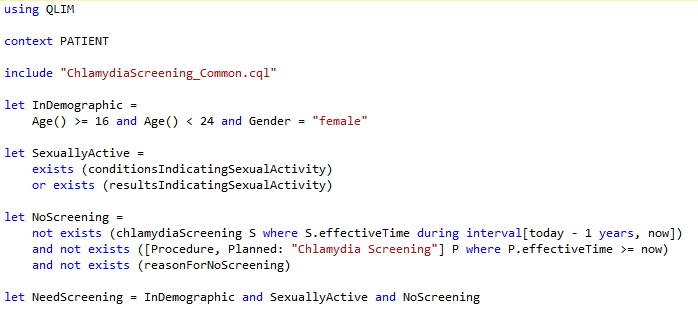 using QLIM
context PATIENT
include "ChlamydiaScreening_Common.cql"
let InDemographic =
Age() >= 16 and Age() < 24 and Gender = "female"
let SexuallyActive =
exists (conditionsIndicatingSexualActivity)
or exists (resultsIndicatingSexualActivity)
let NoScreening =
not exists (chlamydiaScreening S where S.effectiveTime during interval[today - 1 years, now])
and not exists ([Procedure, Planned: "Chlamydia Screening"] P where P.effectiveTime >= now)
and not exists (reasonForNoScreening)
let NeedScreening = InDemographic and SexuallyActive and NoScreening